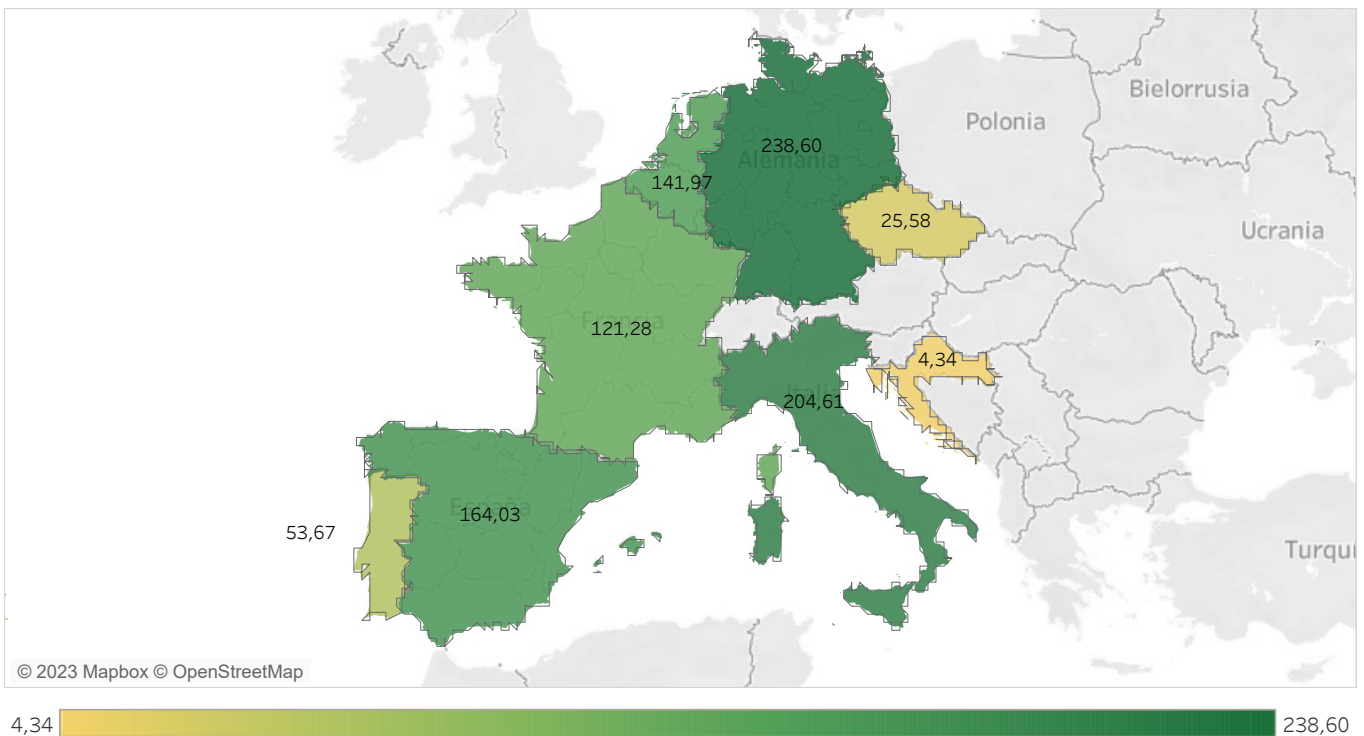 Bielorrusia
Polonia
238,60
Alemania
141,97
25,58
Ucrania
Francia
121,28
4,34
Italia
204,61
España
164,03
53,67
Turquí
© 2023 Mapbox © OpenStreetMap
4,34
238,60